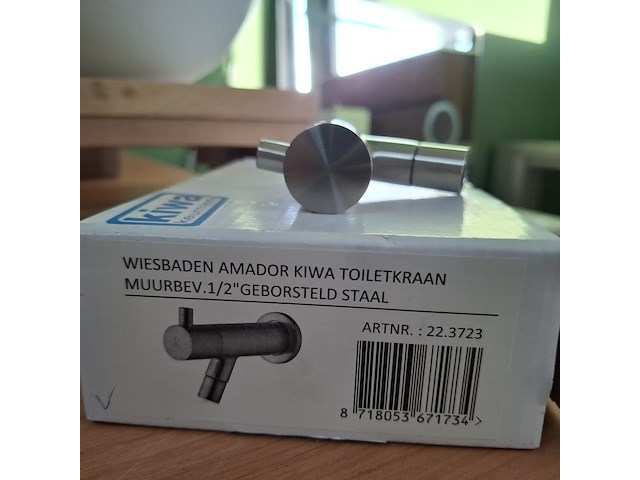 kiwa
WIESBADEN AMADOR KIWA TOILETKRAAN
MUURBEV.1/2"GEBORSTELD STAAL
ARTNR. : 22.3723
8 718053 671734 >